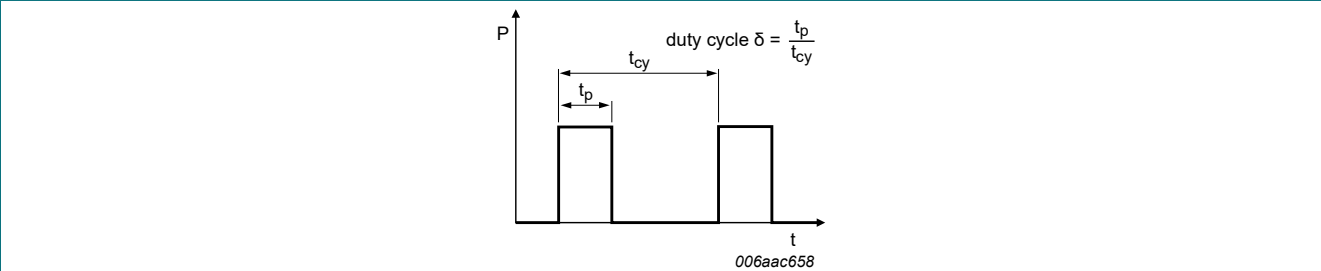 P
duty cycle δ = tp
tcy
tcy
tp
t
006aac658